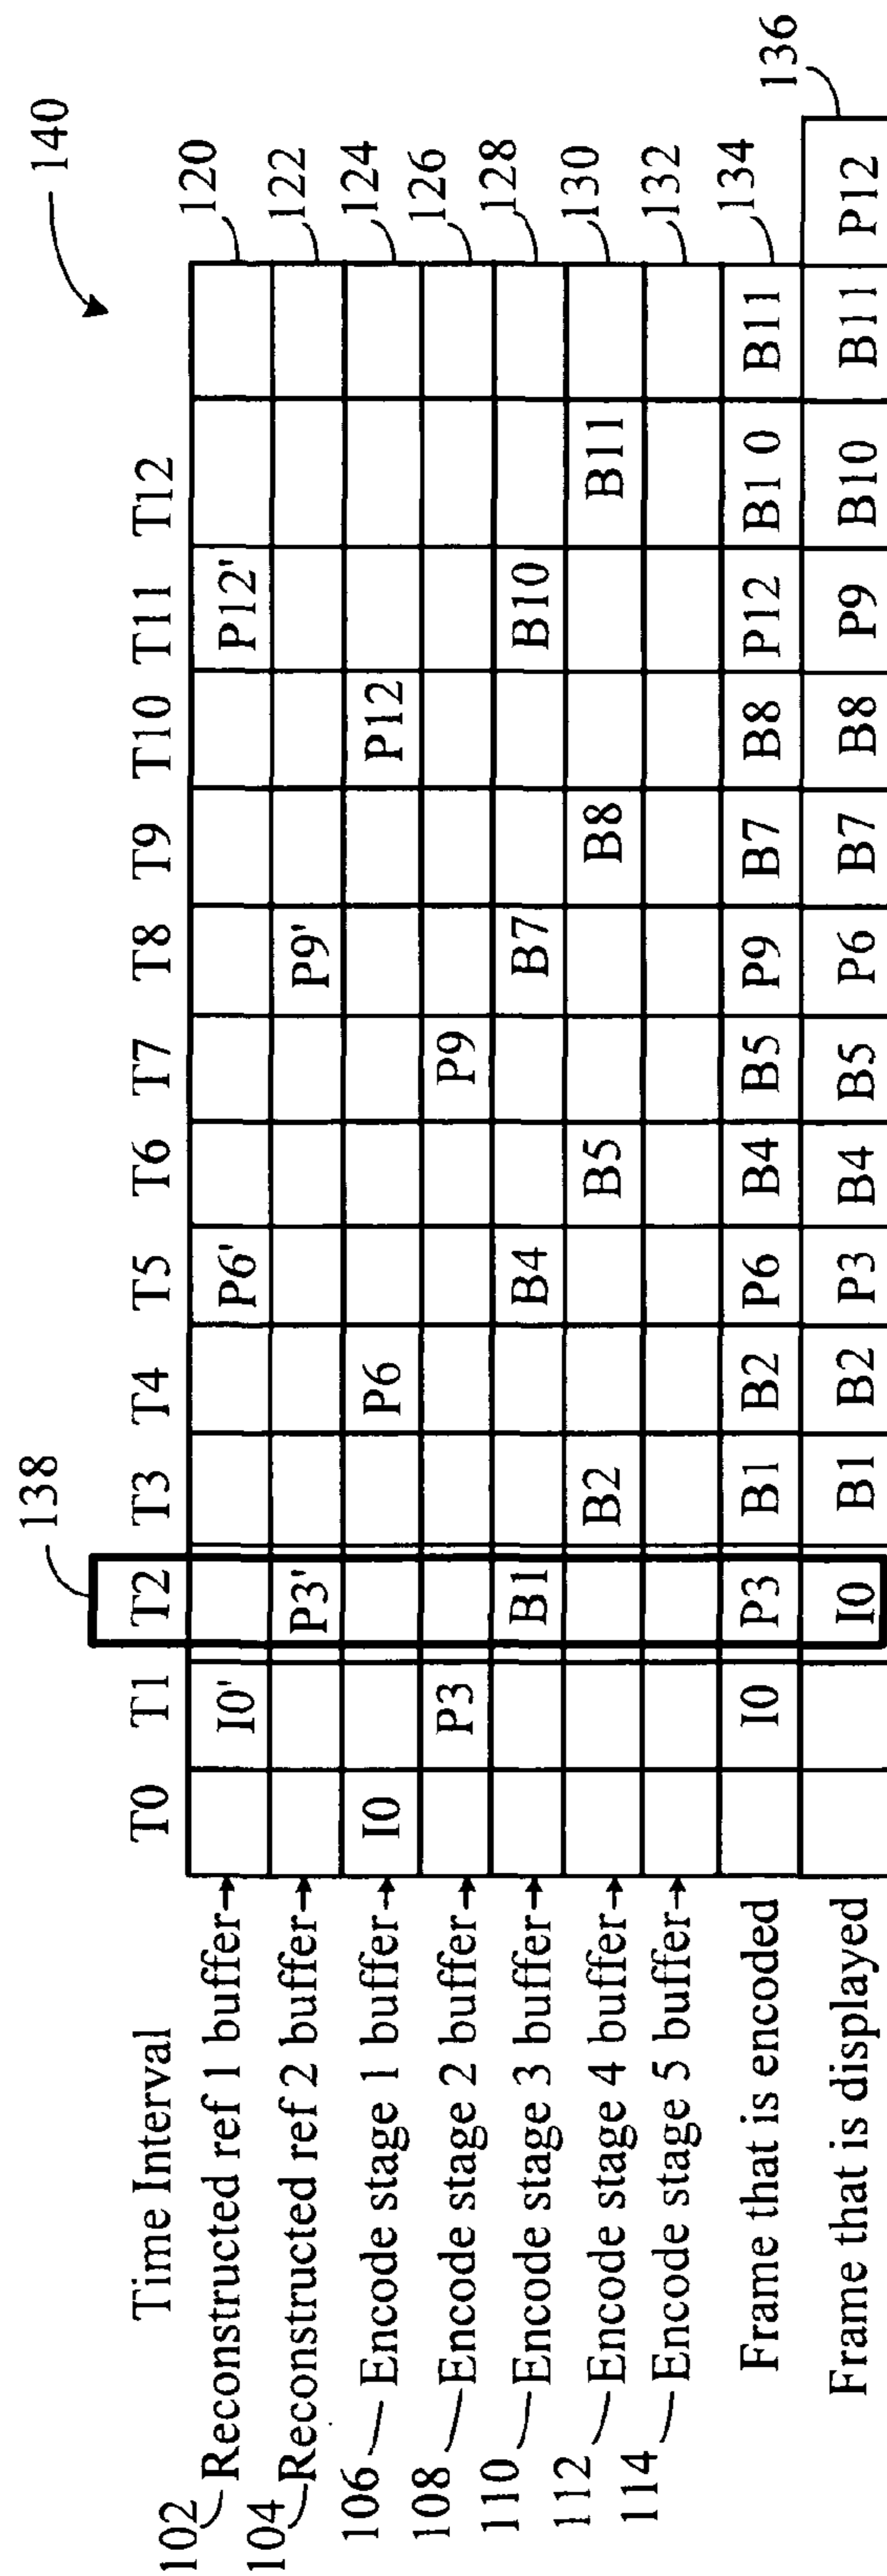 140
138
Time Interval T0 T1 T2 T3 T4 T5 T6 T7 T8 T9 T10 T11 T12
102 Reconstructed ref 1 buffer I0' P6' P12' 120
104 Reconstructed ref 2 buffer P3' P9' 122
106 Encode stage 1 buffer I0 P6 P12 124
108 Encode stage 2 buffer P3 P9 126
110 Encode stage 3 buffer B1 B4 B7 B10 128
112 Encode stage 4 buffer B2 B5 B8 B11 130
114 Encode stage 5 buffer 132
Frame that is encoded I0 P3 B1 B2 P6 B4 B5 P9 B7 B8 P12 B1 0 B11 134
Frame that is displayed I0 B1 B2 P3 B4 B5 P6 B7 B8 P9 B10 B11 P12 136